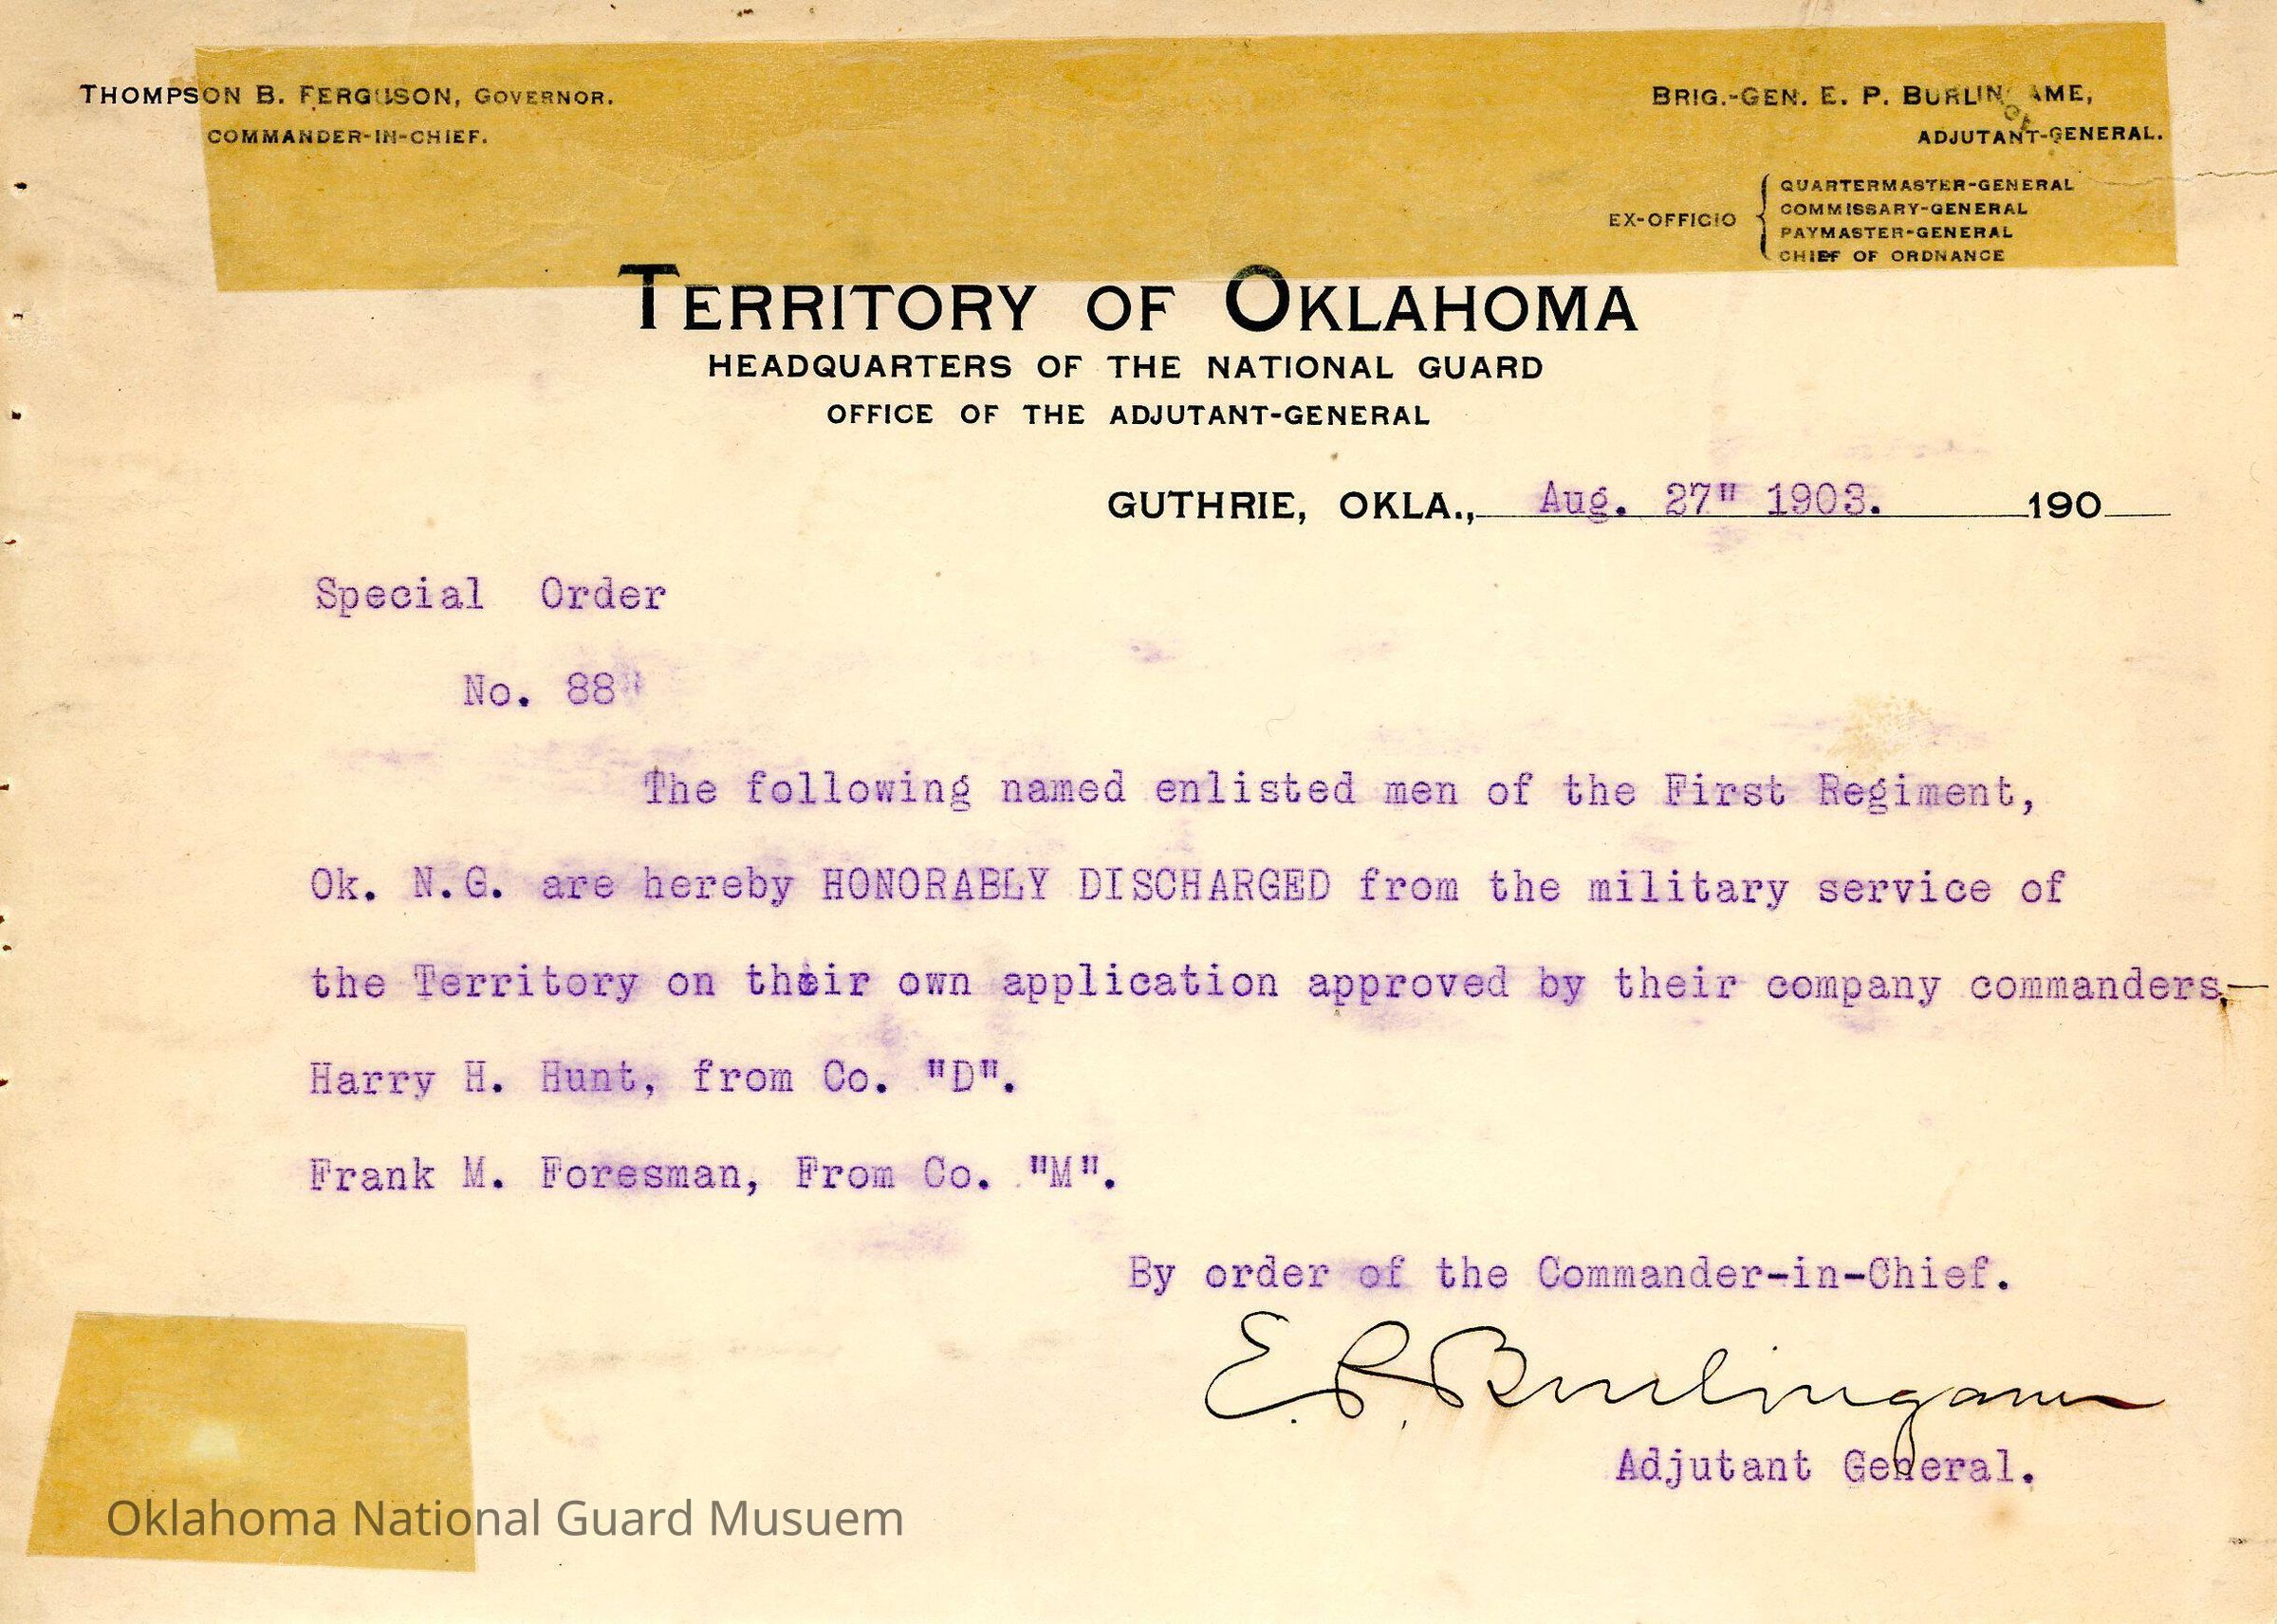 THOMPSON B. FERGUSON, GOVERNOR.
COMMANDER-IN-CHIEF.
BRIG.-GEN. E. P. BURLINGAME,
ADJUTANT-GENERAL.
EX-OFFICIO
QUARTERMASTER-GENERAL
COMMISSARY-GENERAL
PAYMASTER-GENERAL
CHIEF OF ORDNANCE
TERRITORY OF OKLAHOMA
HEADQUARTERS OF THE NATIONAL GUARD
OFFICE OF THE ADJUTANT-GENERAL
GUTHRIE, OKLA., Aug. 27" 1903. 190
Special Order
No. 88"
The following named enlisted men of the First Regiment,
Ok. N.G. are hereby HONORABLY DISCHARGED from the military service of
the Territory on their own application approved by their company commanders,—
Harry H. Hunt, from Co. "D".
Frank M. Foresman, From Co. "M".
By order of the Commander-in-Chief.
E. P. Burlingame
Adjutant General.
Oklahoma National Guard Musuem